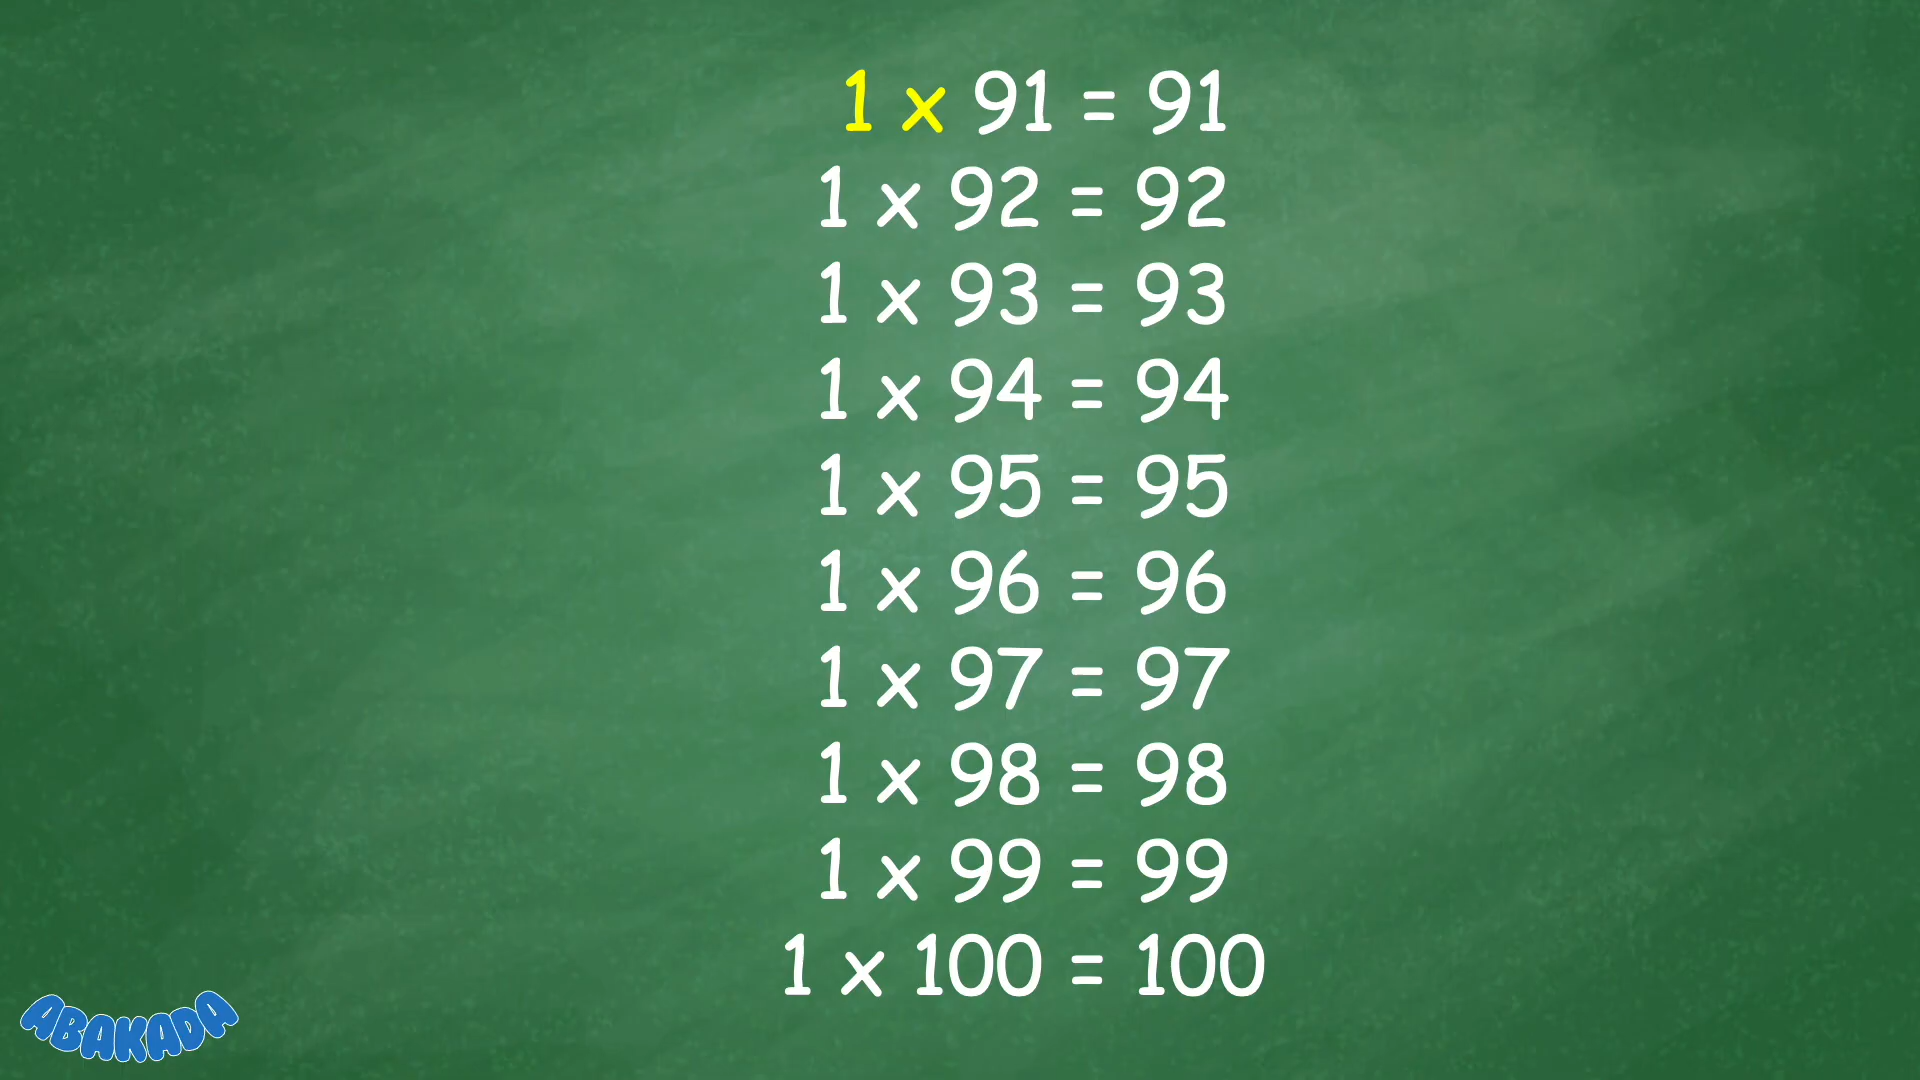 1 x 91 = 91
1 x 92 = 92
1 x 93 = 93
1 x 94 = 94
1 x 95 = 95
1 x 96 = 96
1 x 97 = 97
1 x 98 = 98
1 x 99 = 99
1 x 100 = 100
ABAKADA